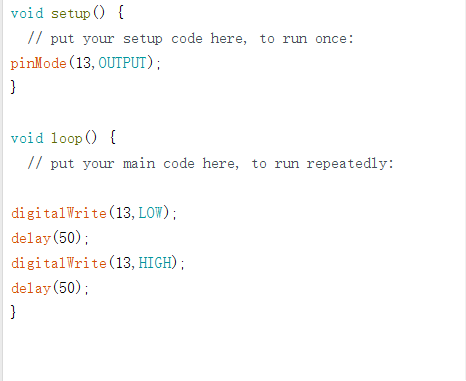 void setup() {
  // put your setup code here, to run once:
pinMode(13,OUTPUT);
}

void loop() {
  // put your main code here, to run repeatedly:

digitalWrite(13,LOW);
delay(50);
digitalWrite(13,HIGH);
delay(50);
}